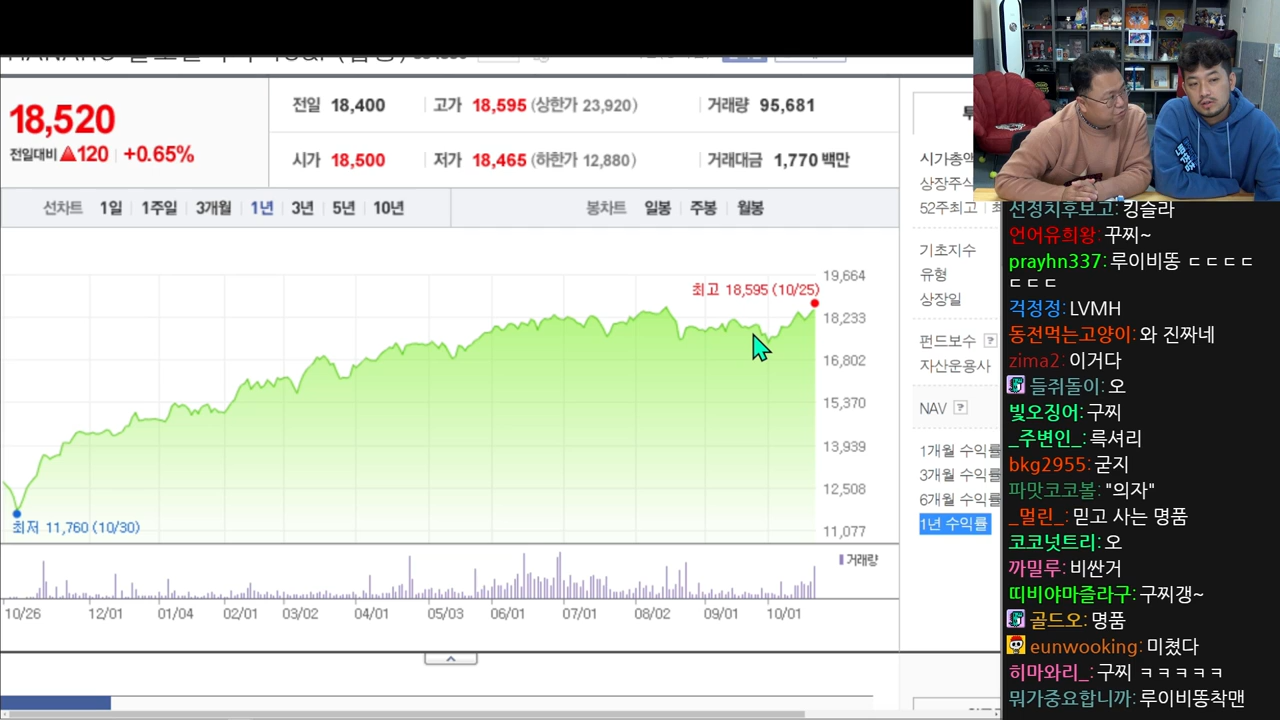 18,520
전일대비 ▲120 +0.65%
전일 18,400
고가 18,595 (상한가 23,920)
거래량 95,681
시가 18,500
저가 18,465 (하한가 12,880)
거래대금 1,770 백만
선차트 1일 1주일 3개월 1년 3년 5년 10년
봉차트 일봉 주봉 월봉
최고 18,595 (10/25)
최저 11,760 (10/30)
19,664
18,233
16,802
15,370
13,939
12,508
11,077
거래량
10/26 12/01 01/04 02/01 03/02 04/03 05/03 06/01 07/01 08/02 09/01 10/01
시가총액
상장주식
52주최고
기초지수
유형
상장일
펀드보수 ?
자산운용사
NAV ?
1개월 수익률
3개월 수익률
6개월 수익률
1년 수익률
선정치후보고: 킹슬라
언어유희왕: 꾸찌~
prayhn337: 루이비똥 ㄷㄷㄷㄷ
ㄷㄷㄷ
걱정정: LVMH
동전먹는고양이: 와 진짜네
zima2: 이거다
들쥐돌이: 오
빛오징어: 구찌
_주변인_: 륵셔리
bkg2955: 굳지
파맛코코볼: "의자"
_멀린_: 믿고 사는 명품
코코넛트리: 오
까밀루: 비싼거
띠비야마즐라구: 구찌갱~
골드오: 명품
eunwooking: 미쳤다
히마와리_: 구찌 ㅋㅋㅋㅋㅋ
뭐가중요합니까: 루이비똥착맨